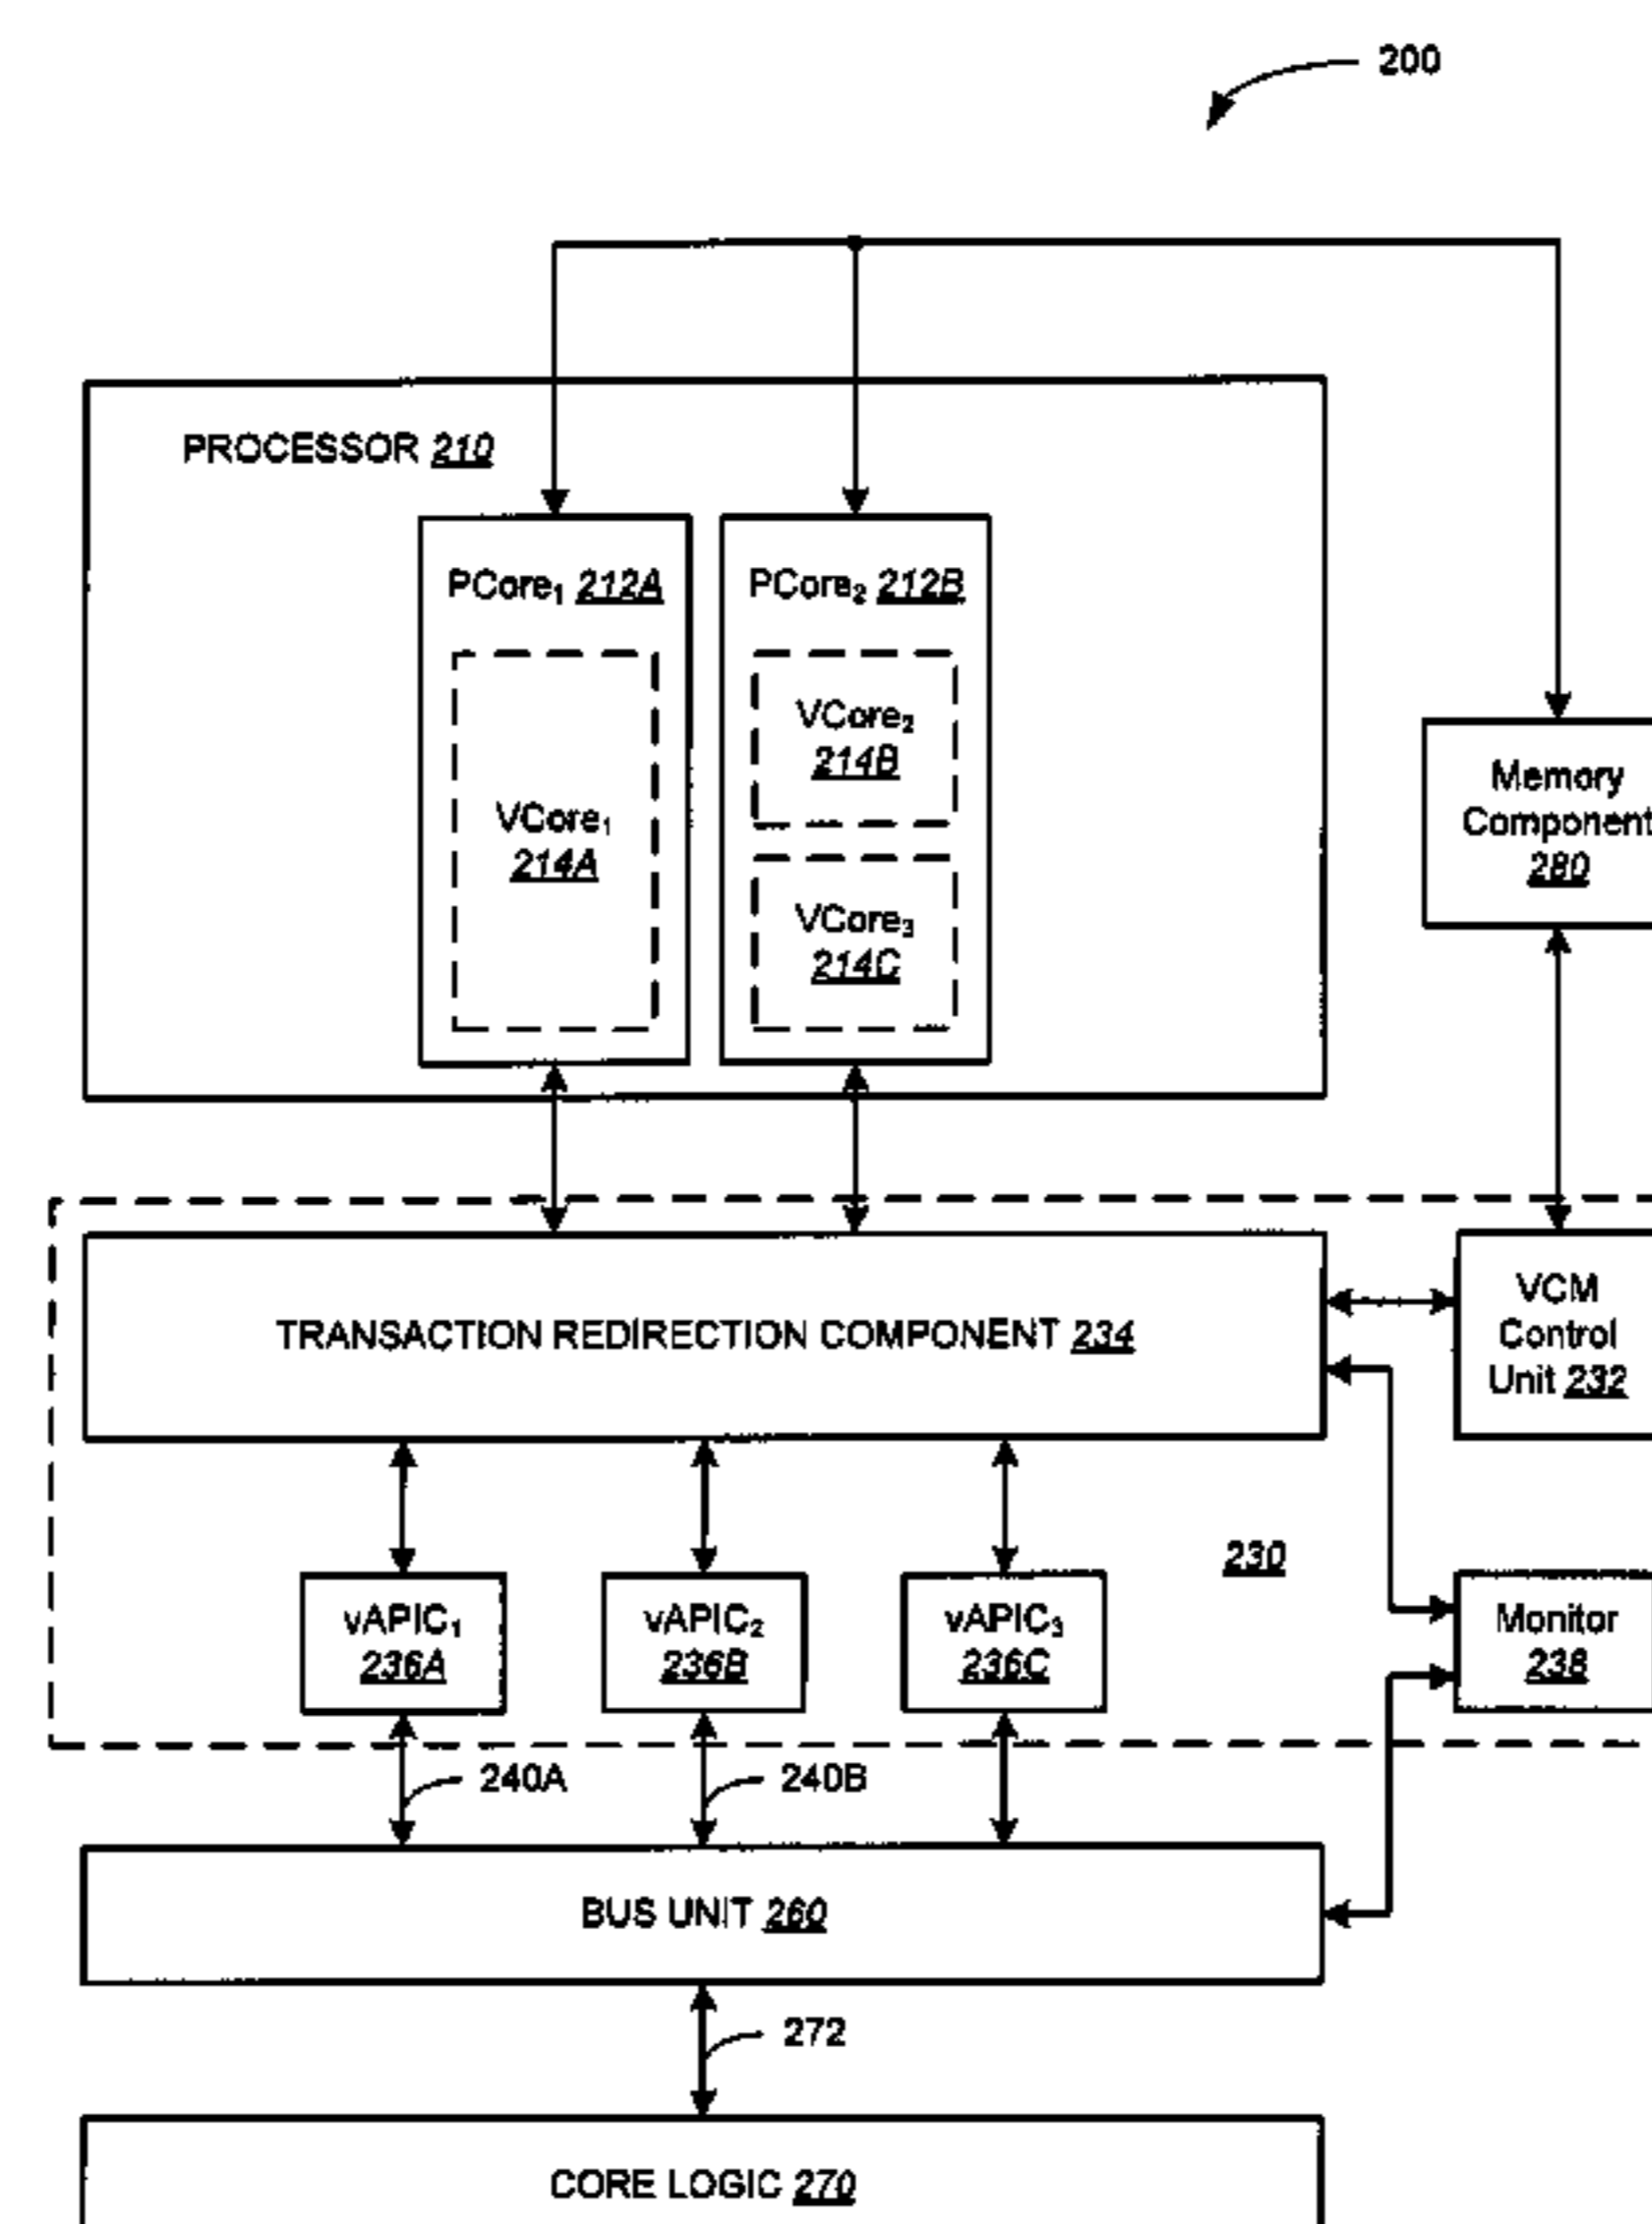 200
PROCESSOR 210
PCore₁ 212A
PCore₂ 212B
VCore₁
214A
VCore₂
214B
VCore₃
214C
Memory
Component
280
TRANSACTION REDIRECTION COMPONENT 234
VCM
Control
Unit 232
230
vAPIC₁
236A
vAPIC₂
236B
vAPIC₃
236C
Monitor
238
240A
240B
BUS UNIT 260
272
CORE LOGIC 270